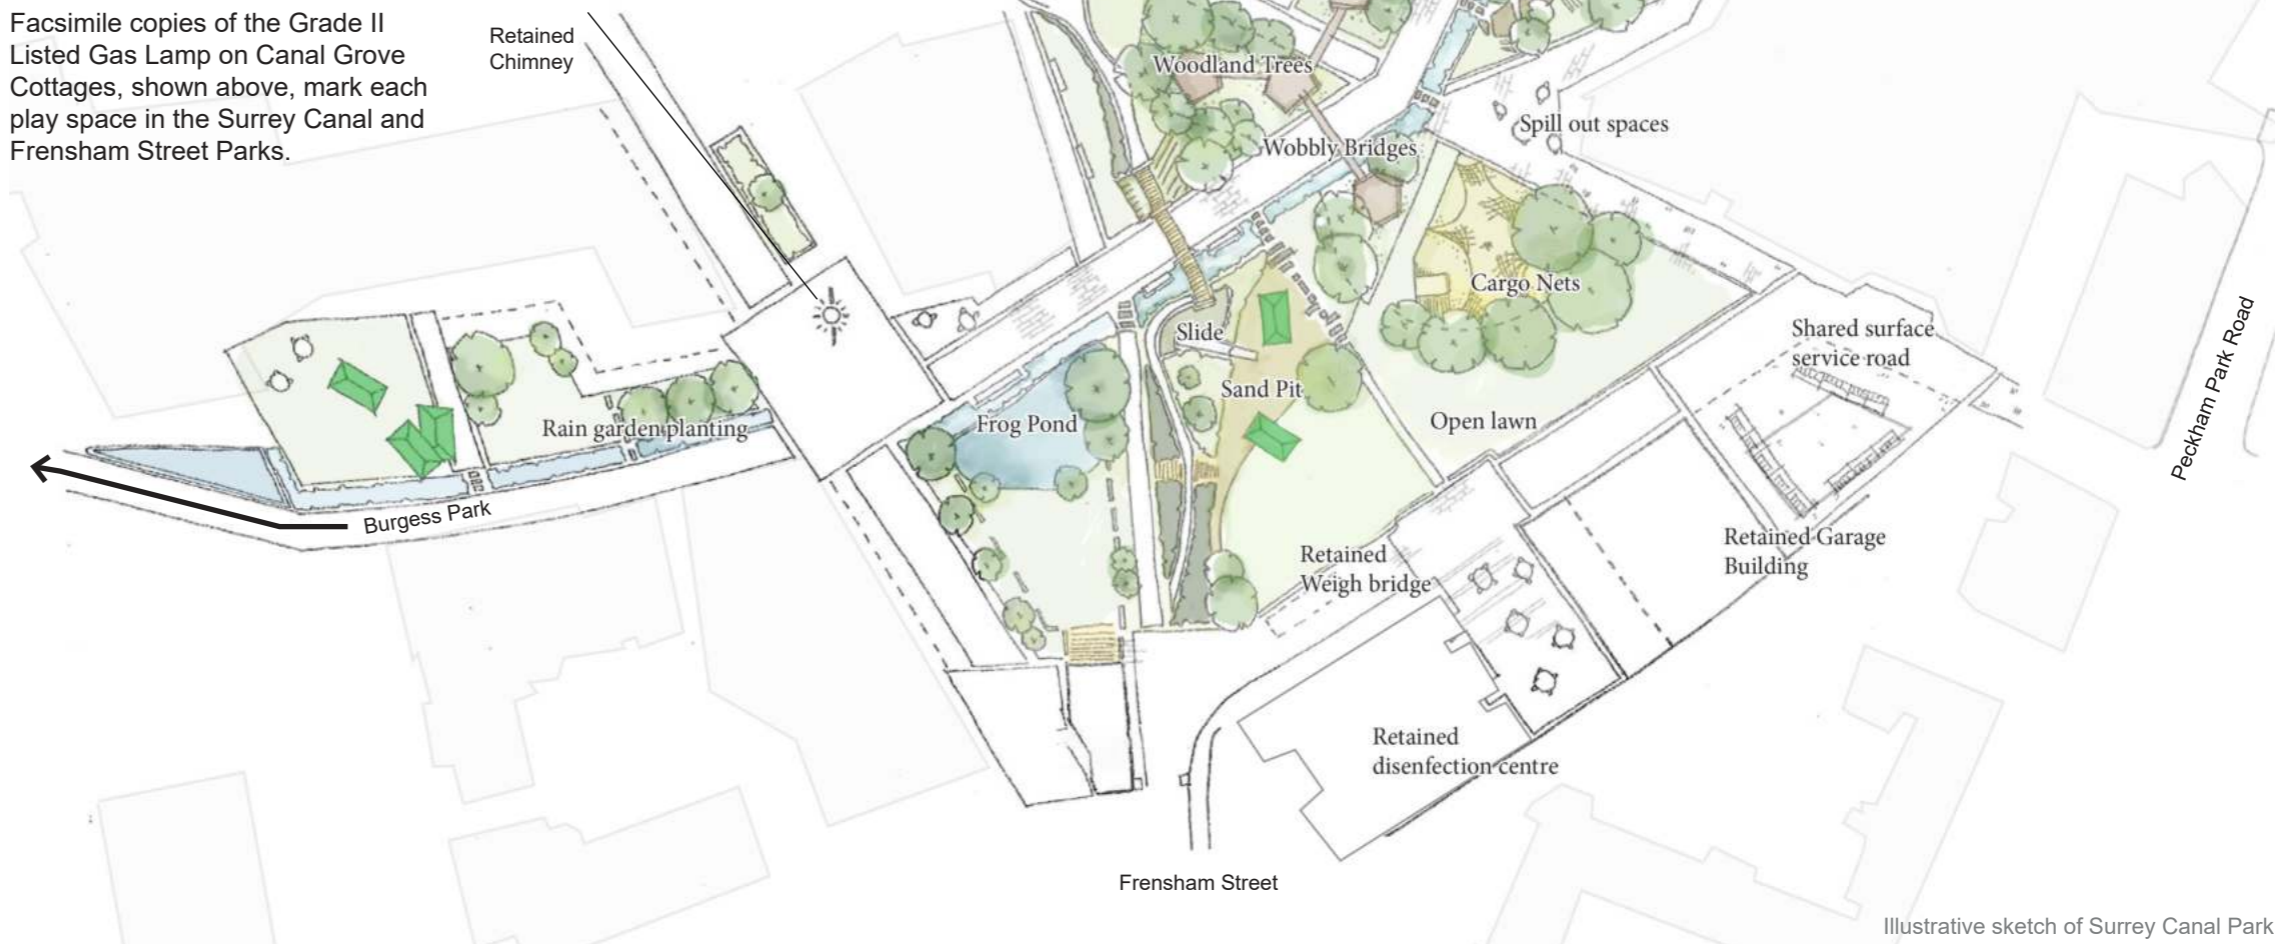 Facsimile copies of the Grade II
Listed Gas Lamp on Canal Grove
Cottages, shown above, mark each
play space in the Surrey Canal and
Frensham Street Parks.
Retained
Chimney
Woodland Trees
Spill out spaces
Wobbly Bridges
Cargo Nets
Slide
Shared surface
service road
Peckham Park Road
Sand Pit
Frog Pond
Open lawn
Rain garden planting
Burgess Park
Retained
Weigh bridge
Retained Garage
Building
Retained
disenfection centre
Frensham Street
Illustrative sketch of Surrey Canal Park